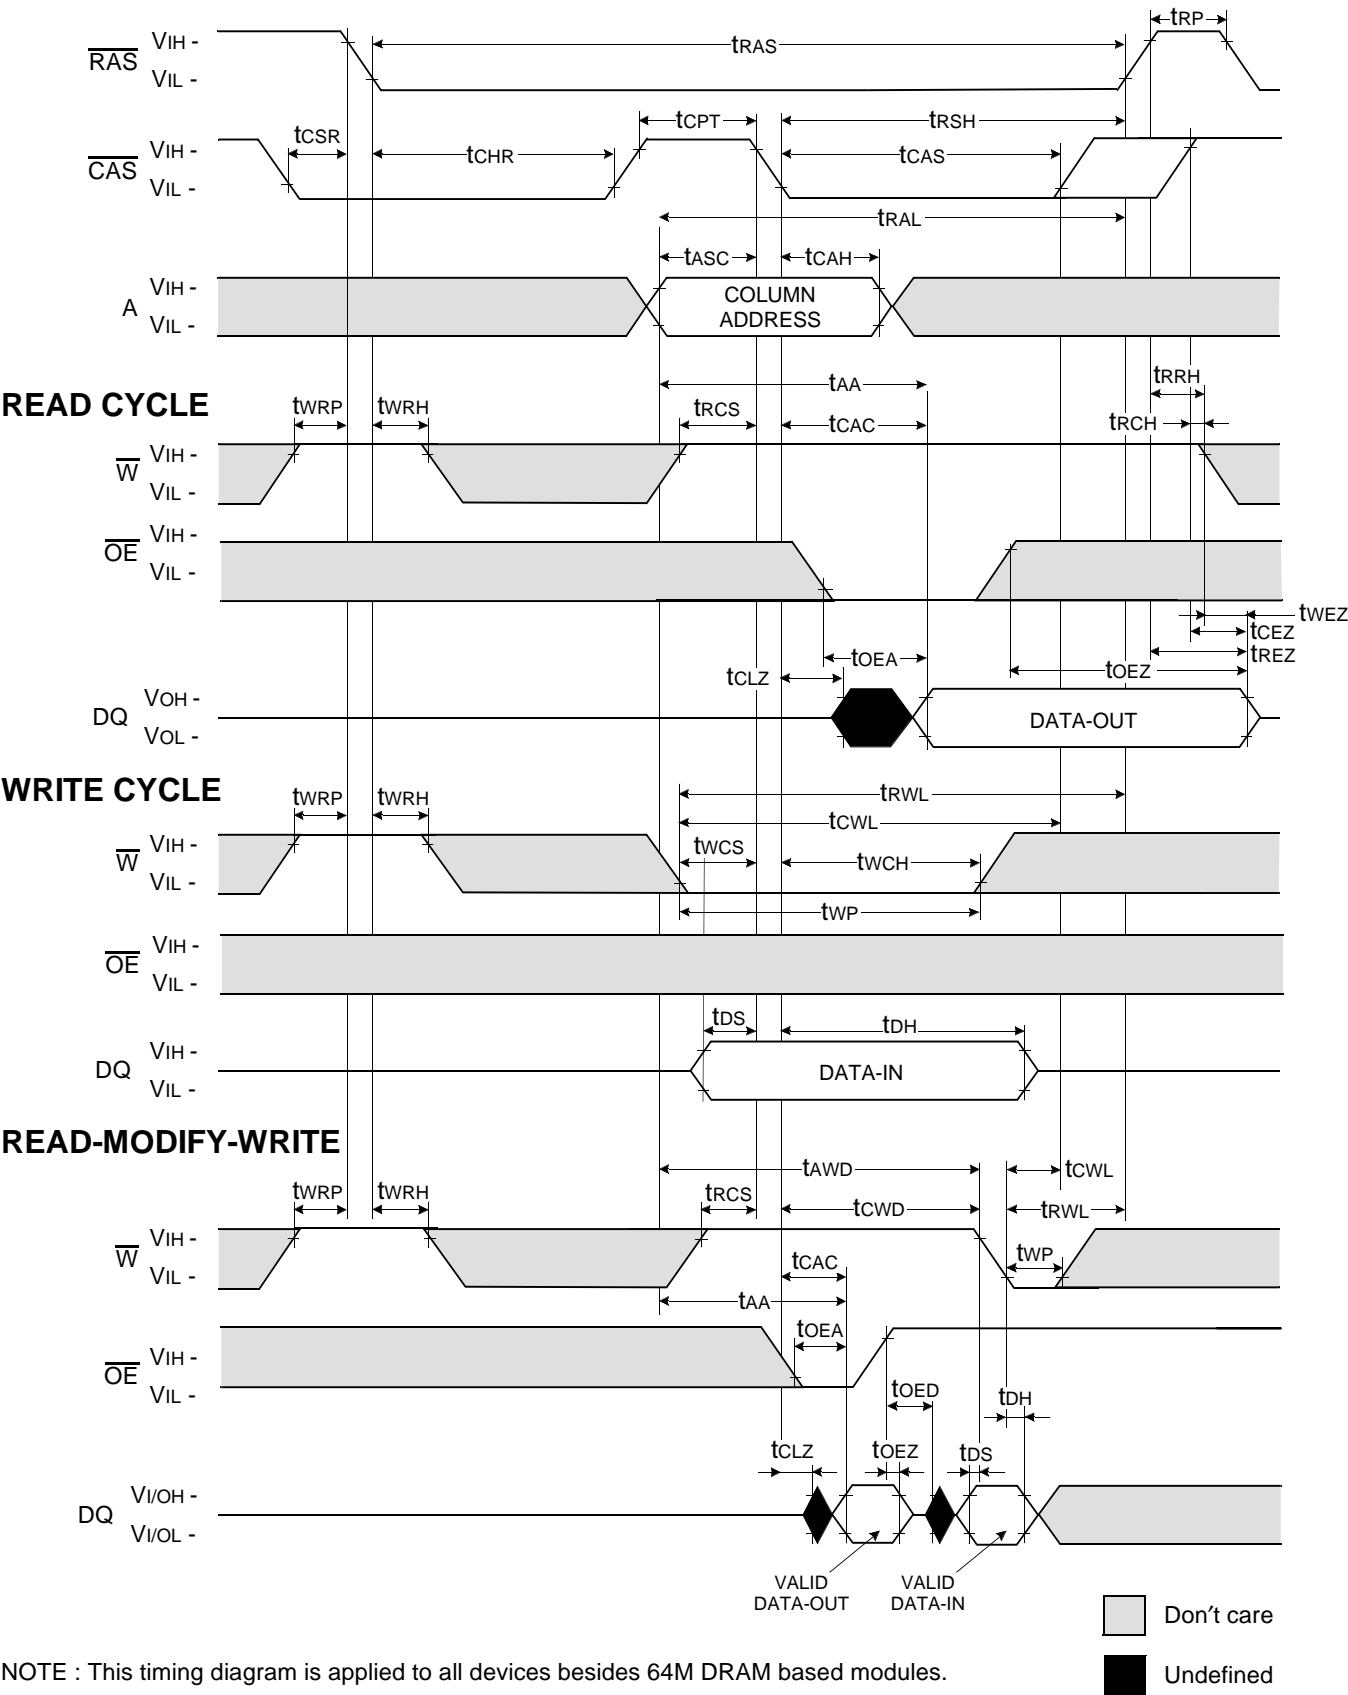 tRP
VIH -
RAS
tRAS
VIL -
tCPT
tRSH
tCSR
VIH -
tCHR
tCAS
CAS
VIL -
tRAL
tASC
tCAH
VIH -
COLUMN
ADDRESS
A
VIL -
tRRH
tAA
READ CYCLE
tWRP
tWRH
tRCS
tCAC
tRCH
VIH -
W
VIL -
VIH -
OE
VIL -
tWEZ
tCEZ
tREZ
tOEA
tOEZ
tCLZ
VOH -
DQ
DATA-OUT
VOL -
WRITE CYCLE
tWRP
tWRH
tRWL
tCWL
VIH -
W
tWCS
tWCH
VIL -
tWP
VIH -
OE
VIL -
tDS
tDH
VIH -
DQ
DATA-IN
VIL -
READ-MODIFY-WRITE
tAWD
tCWL
tWRP
tWRH
tRCS
tCWD
tRWL
VIH -
W
tWP
tCAC
VIL -
tAA
tOEA
VIH -
OE
VIL -
tOED
tDH
tCLZ
tOEZ
tDS
VI/OH -
DQ
VI/OL -
VALID
DATA-OUT
VALID
DATA-IN
Don′t care
NOTE : This timing diagram is applied to all devices besides 64M DRAM based modules.
Undefined